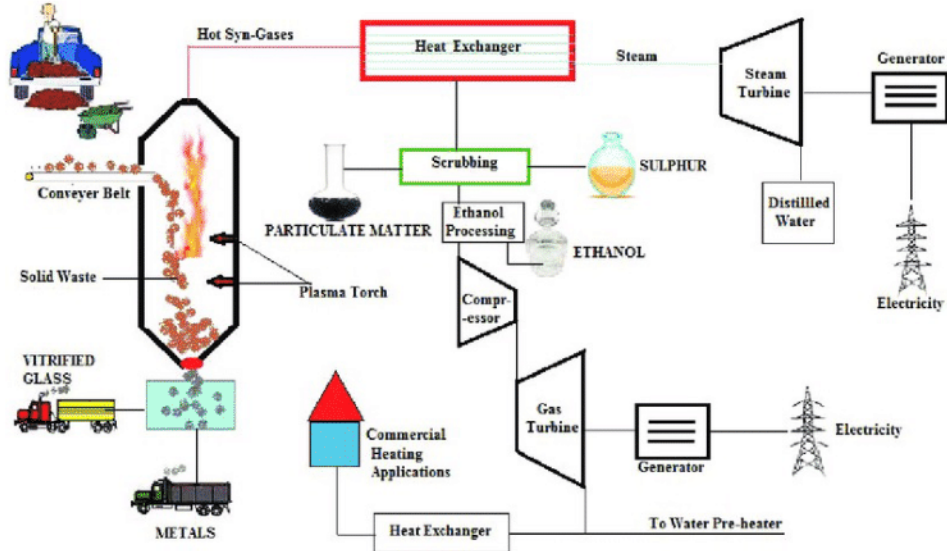 Hot Syn-Gases
Heat Exchanger
Steam
Steam
Turbine
Generator
Conveyer Belt
Scrubbing
SULPHUR
PARTICULATE MATTER
Ethanol
Processing
ETHANOL
Distillled
Water
Solid Waste
Plasma Torch
Compr-
essor
Electricity
VITRIFIED
GLASS
Commercial
Heating
Applications
Gas
Turbine
Generator
Electricity
METALS
Heat Exchanger
To Water Pre-heater